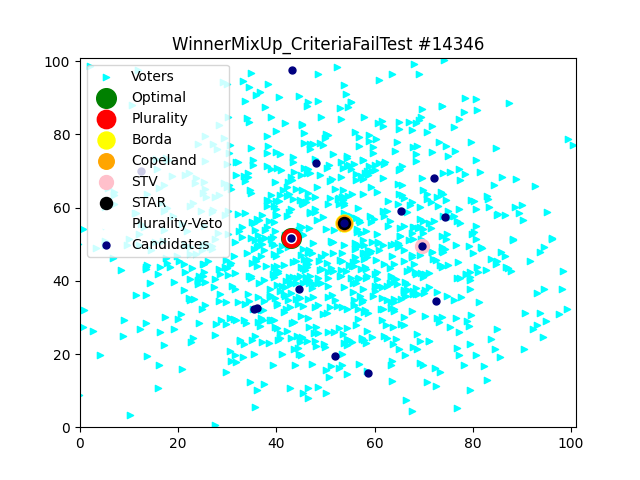 WinnerMixUp_CriteriaFailTest #14346
100
80
60
40
20
0
Voters
Optimal
Plurality
Borda
Copeland
STV
STAR
Plurality-Veto
Candidates
0 20 40 60 80 100